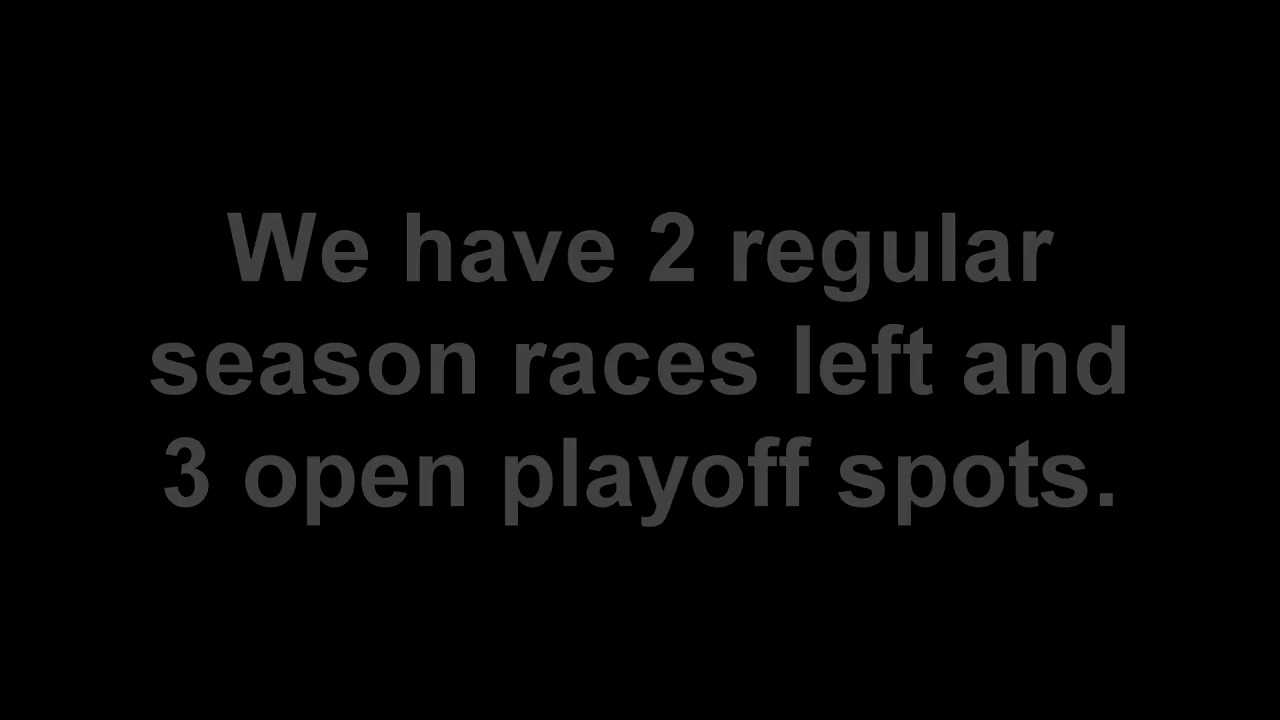 We have 2 regular
season races left and
3 open playoff spots.